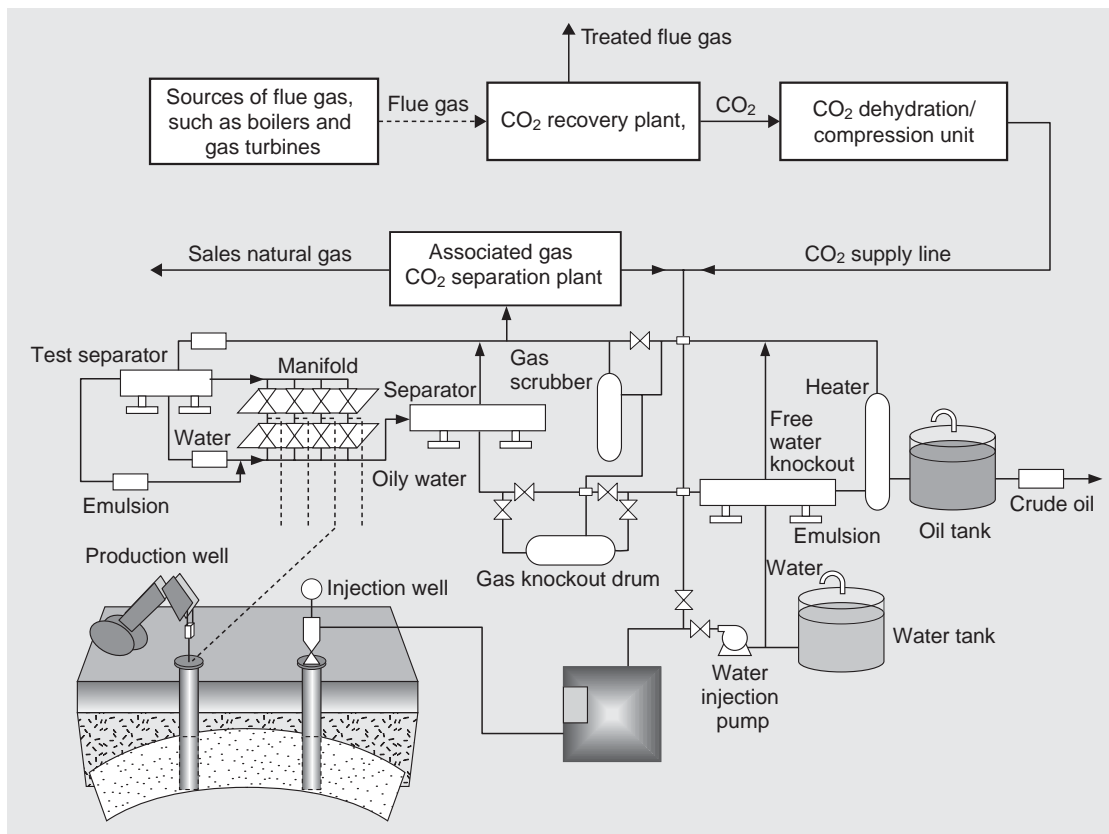 Treated flue gas
Sources of flue gas,
such as boilers and
gas turbines
Flue gas
CO₂ recovery plant,
CO₂
CO₂ dehydration/
compression unit
Sales natural gas
Associated gas
CO₂ separation plant
CO₂ supply line
Test separator
Manifold
Separator
Gas
scrubber
Heater
Water
Oily water
Free
water
knockout
Emulsion
Emulsion
Crude oil
Oil tank
Gas knockout drum
Production well
Injection well
Water
Water tank
Water
injection
pump